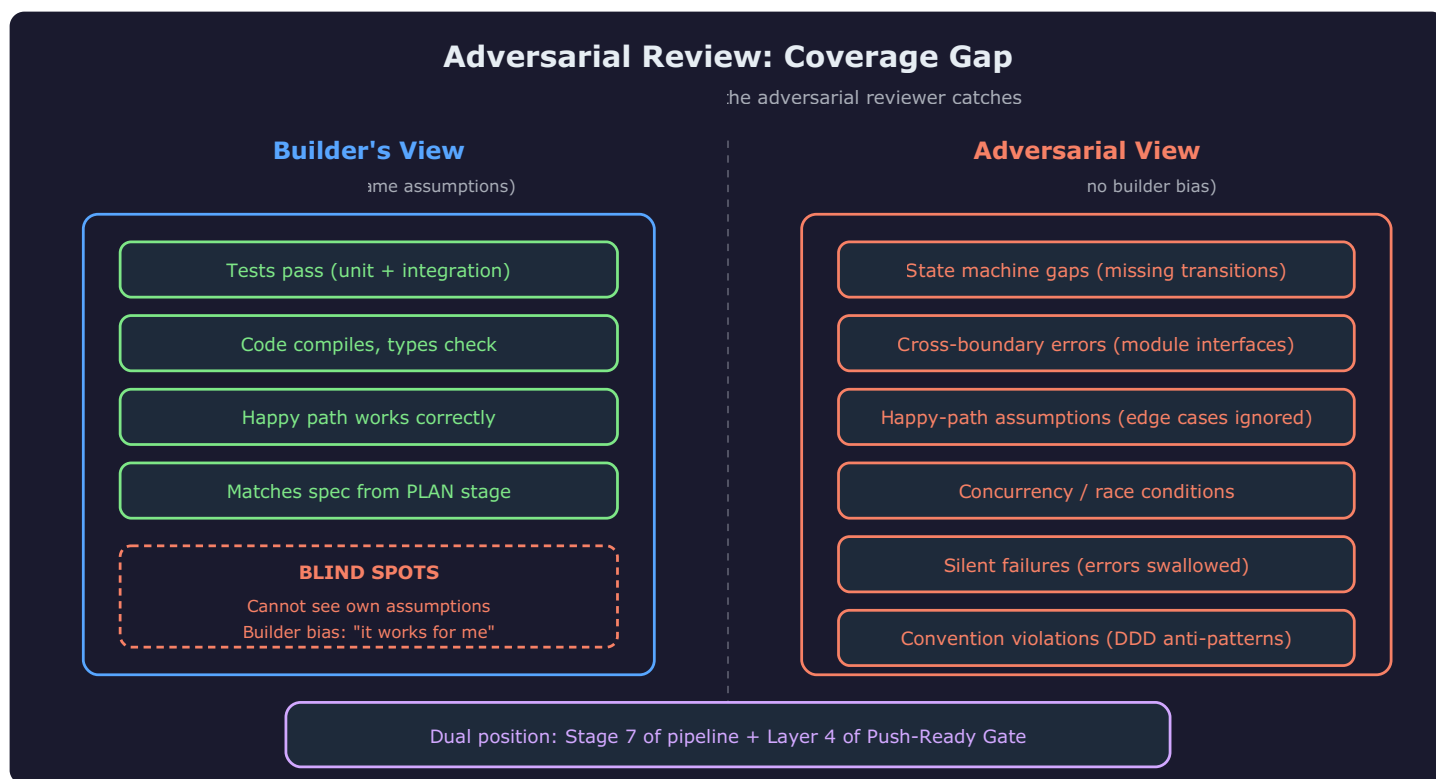 Adversarial Review: Coverage Gap
the adversarial reviewer catches
Builder's View
ame assumptions)
Tests pass (unit + integration)
Code compiles, types check
Happy path works correctly
Matches spec from PLAN stage
BLIND SPOTS
Cannot see own assumptions
Builder bias: "it works for me"
Adversarial View
no builder bias)
State machine gaps (missing transitions)
Cross-boundary errors (module interfaces)
Happy-path assumptions (edge cases ignored)
Concurrency / race conditions
Silent failures (errors swallowed)
Convention violations (DDD anti-patterns)
Dual position: Stage 7 of pipeline + Layer 4 of Push-Ready Gate